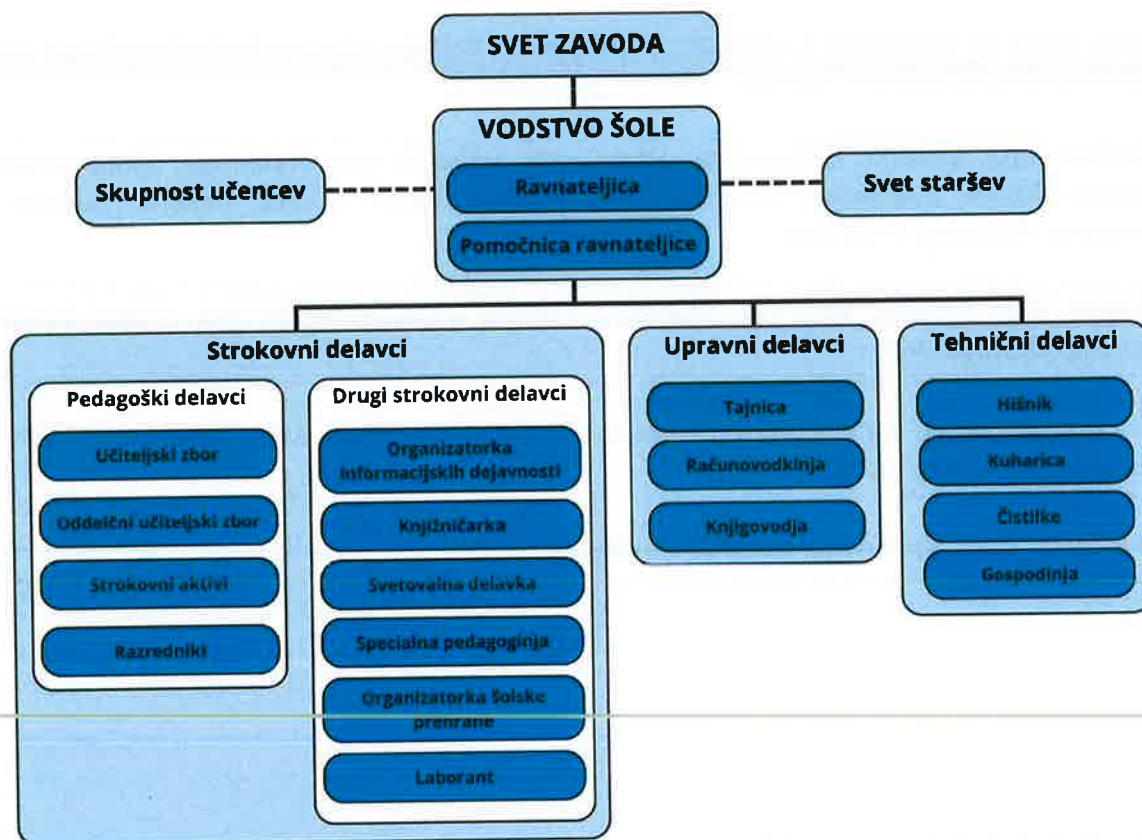 SVET ZAVODA
VODSTVO ŠOLE
Ravnateljica
Pomočnica ravnateljice
Skupnost učencev
Svet staršev
Strokovni delavci
Pedagoški delavci
Učiteljski zbor
Oddelčni učiteljski zbor
Strokovni aktivi
Razredniki
Drugi strokovni delavci
Organizatorka
informacijskih dejavnosti
Knjižničarka
Svetovalna delavka
Specialna pedagoginja
Organizatorka šolske
prehrane
Laborant
Upravni delavci
Tajnica
Računovodkinja
Knjigovodja
Tehnični delavci
Hišnik
Kuharica
Čistilke
Gospodinja